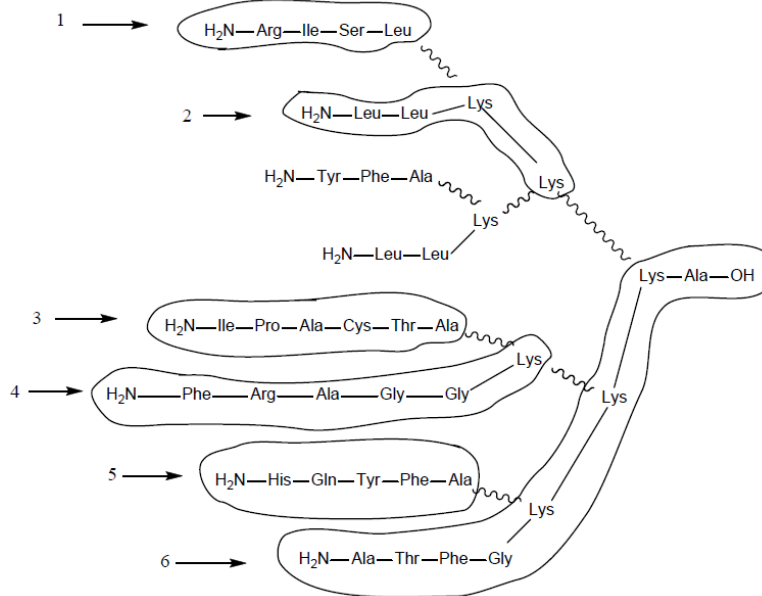 1 H₂N—Arg—Ile—Ser—Leu
2 H₂N—Leu—Leu Lys
Lys
H₂N—Tyr—Phe—Ala
Lys
H₂N—Leu—Leu
Lys—Ala—OH
3 H₂N—Ile—Pro—Ala—Cys—Thr—Ala
Lys
4 H₂N—Phe—Arg—Ala—Gly—Gly
Lys
5 H₂N—His—Gln—Tyr—Phe—Ala
Lys
6 H₂N—Ala—Thr—Phe—Gly